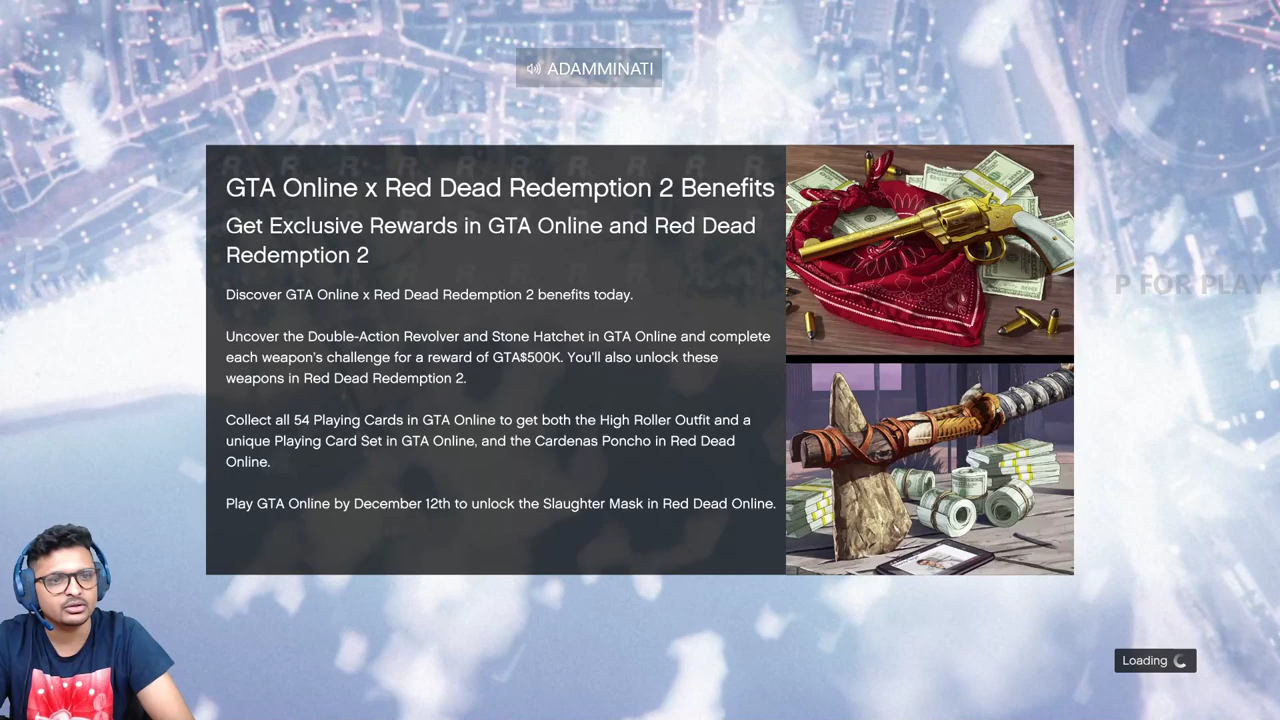 ADAMMINATI
GTA Online x Red Dead Redemption 2 Benefits
Get Exclusive Rewards in GTA Online and Red Dead
Redemption 2
Discover GTA Online x Red Dead Redemption 2 benefits today.
Uncover the Double-Action Revolver and Stone Hatchet in GTA Online and complete
each weapon's challenge for a reward of GTA$500K. You'll also unlock these
weapons in Red Dead Redemption 2.
Collect all 54 Playing Cards in GTA Online to get both the High Roller Outfit and a
unique Playing Card Set in GTA Online, and the Cardenas Poncho in Red Dead
Online.
Play GTA Online by December 12th to unlock the Slaughter Mask in Red Dead Online.
P FOR PLAY
Loading